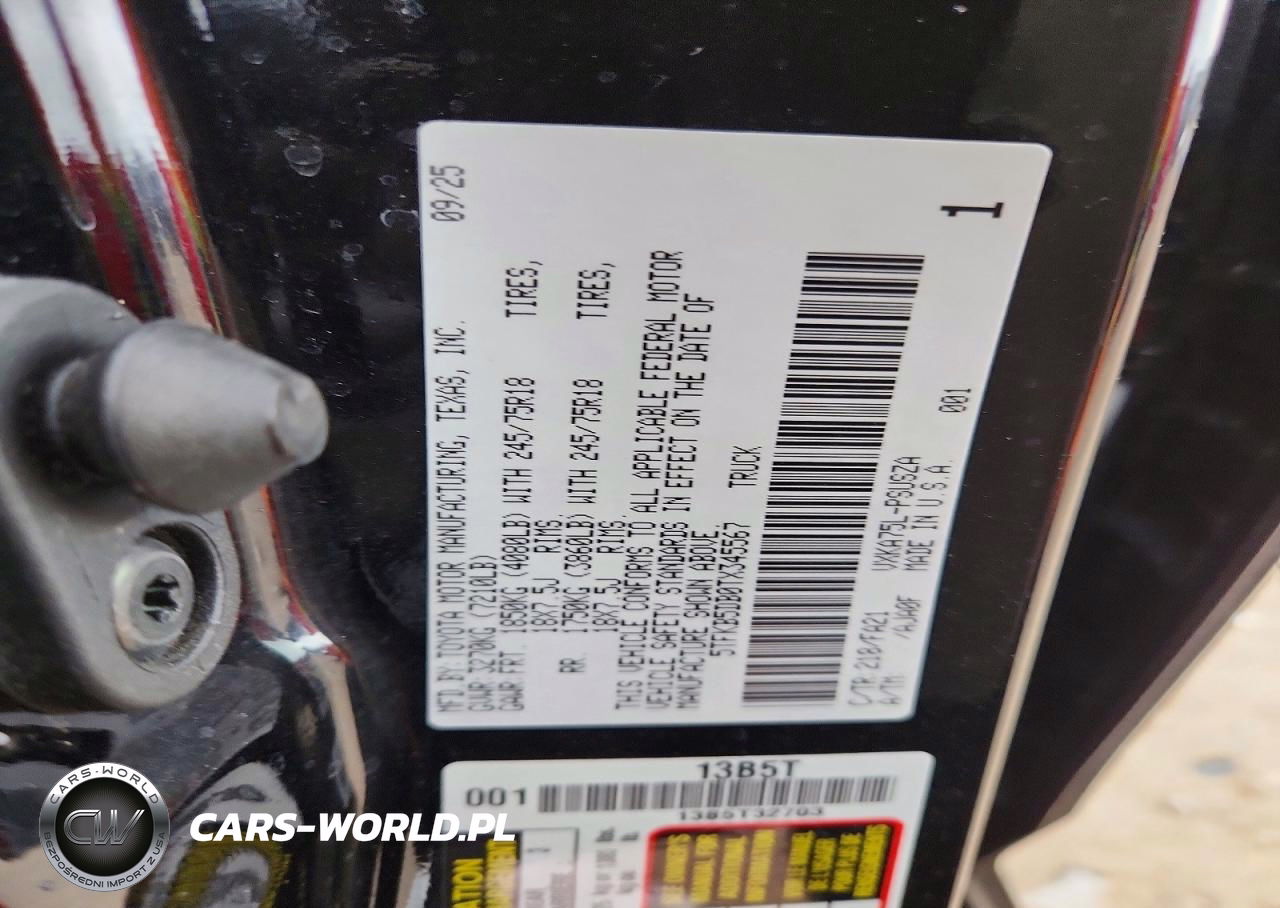 MFD BY: TOYOTA MOTOR MANUFACTURING, TEXAS, INC. 09/25
GVWR: 3270KG (7210LB)
GAWR: FRT. 1850KG (4080LB) WITH 245/75R18 TIRES,
18X7.5J RIMS.
RR. 1750KG (3860LB) WITH 245/75R18 TIRES,
18X7.5J RIMS.
THIS VEHICLE CONFORMS TO ALL APPLICABLE FEDERAL MOTOR
VEHICLE SAFETY STANDARDS IN EFFECT ON THE DATE OF
MANUFACTURE SHOWN ABOVE.
5TFKB5DB0TX345567 TRUCK
C/TR: 218/FA21 VXKA75L-PSUSZA 001
A/TM /AJA0F MADE IN U.S.A. 1
13B5T
001
13B5T32703
CARS-WORLD
CW
BEZPOŚREDNI IMPORT Z USA
CARS-WORLD.PL